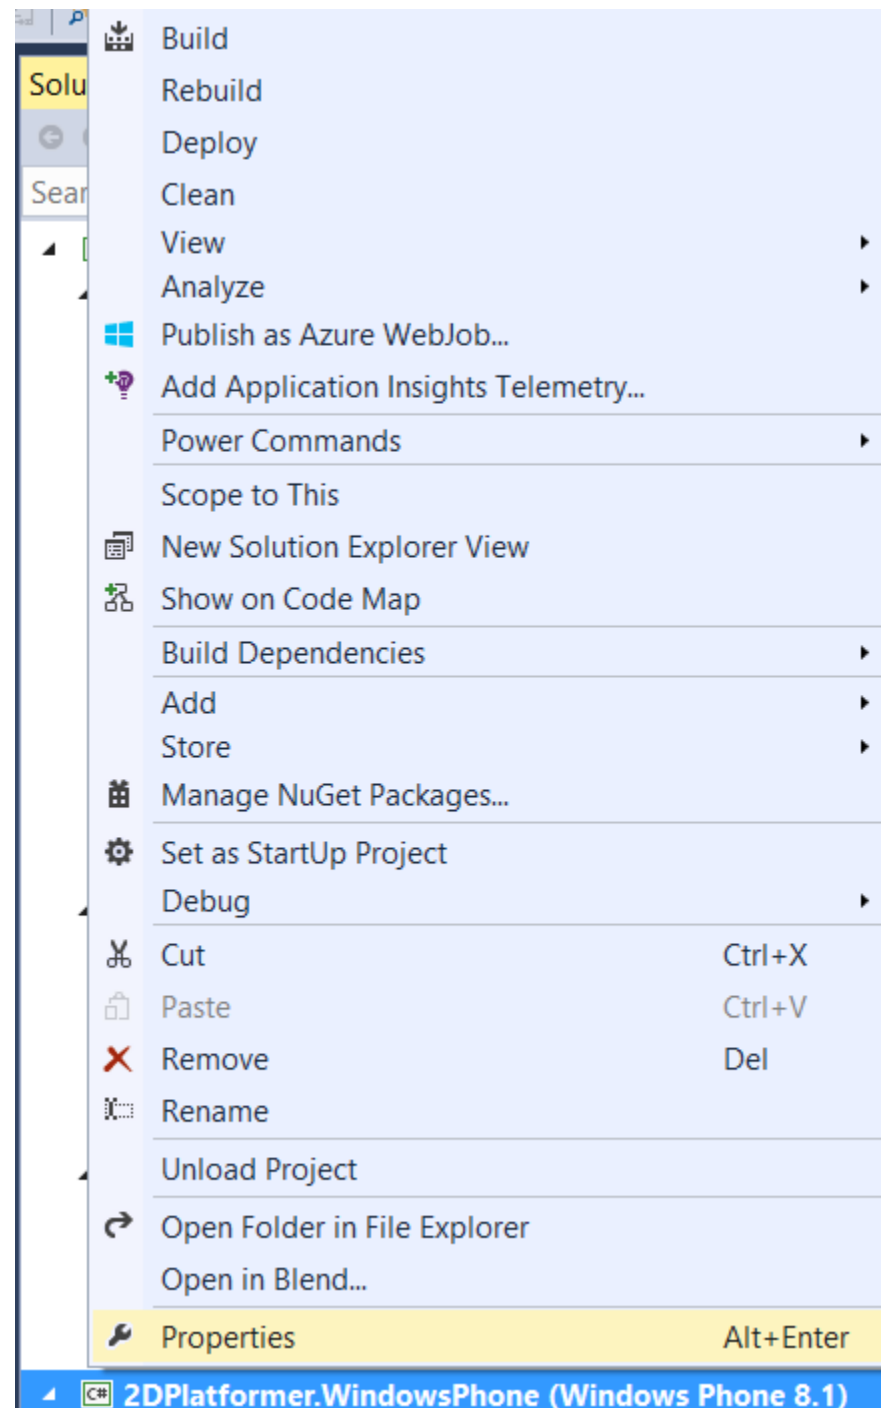 Build
Solu
Rebuild
Deploy
Sear
Clean
View
Analyze
Publish as Azure WebJob...
Add Application Insights Telemetry...
Power Commands
Scope to This
New Solution Explorer View
Show on Code Map
Build Dependencies
Add
Store
Manage NuGet Packages...
Set as StartUp Project
Debug
Cut Ctrl+X
Paste Ctrl+V
Remove Del
Rename
Unload Project
Open Folder in File Explorer
Open in Blend...
Properties Alt+Enter
C# 2DPlatformer.WindowsPhone (Windows Phone 8.1)